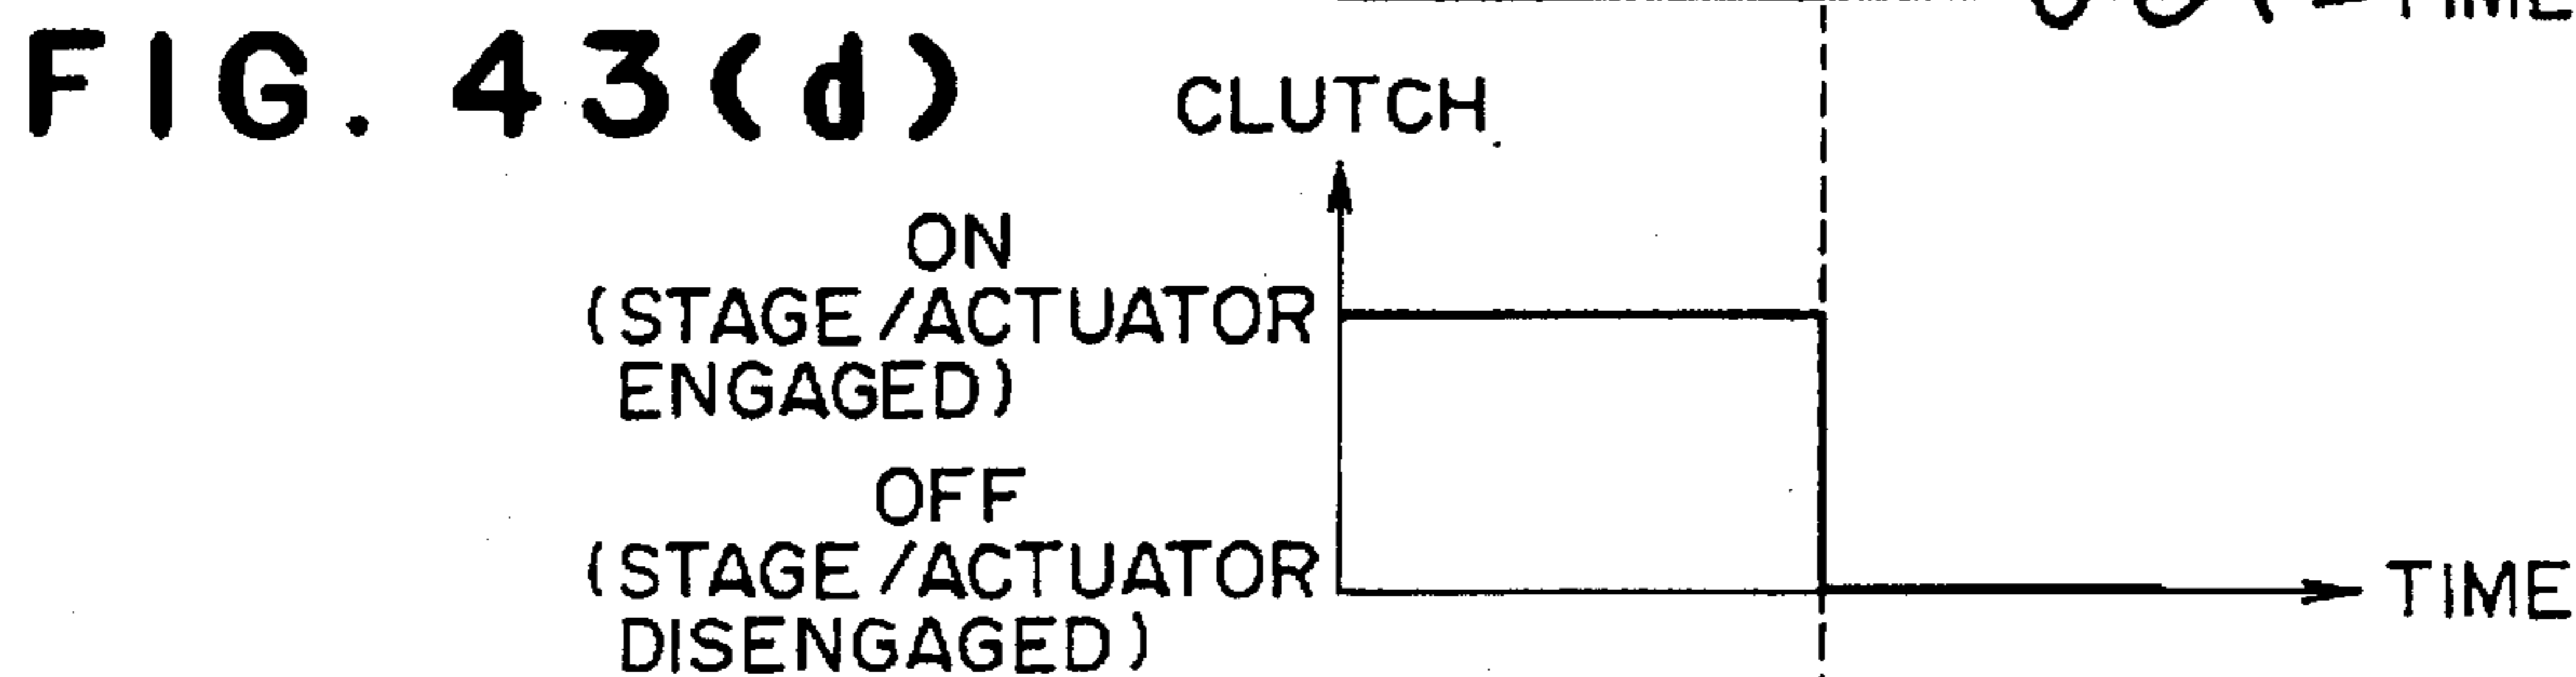 TIME
FIG. 43(d)
CLUTCH
ON
(STAGE/ACTUATOR
ENGAGED)
OFF
(STAGE/ACTUATOR
DISENGAGED)
TIME